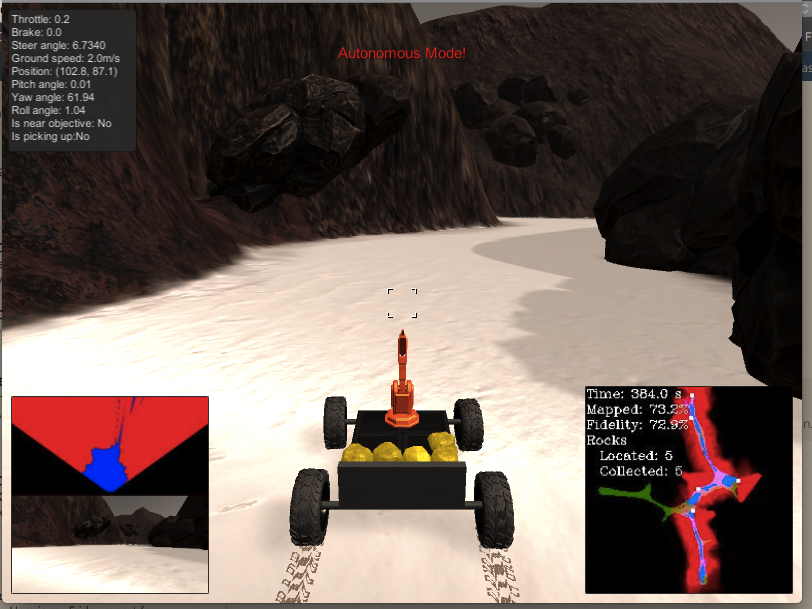 Throttle: 0.2
Brake: 0.0
Steer angle: 6.7340
Ground speed: 2.0m/s
Position: (102.8, 87.1)
Pitch angle: 0.01
Yaw angle: 61.94
Roll angle: 1.04
Is near objective: No
Is picking up:No
Autonomous Mode!
Time: 384.0 s
Mapped: 73.2%
Fidelity: 72.9%
Rocks
Located: 5
Collected: 5